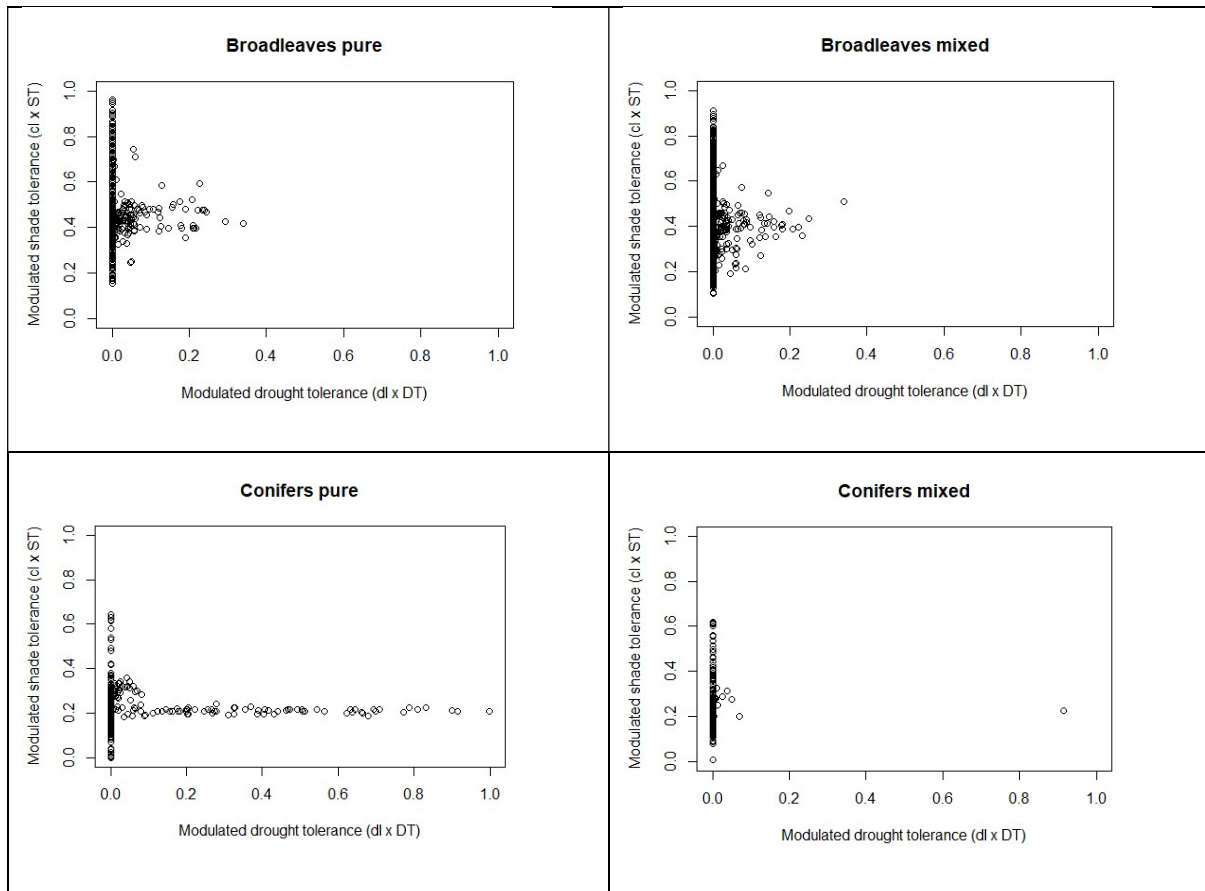 Broadleaves pure
Modulated shade tolerance (cl x ST)
1.0
0.8
0.6
0.4
0.2
0.0
0.0 0.2 0.4 0.6 0.8 1.0
Modulated drought tolerance (dl x DT)
Broadleaves mixed
Modulated shade tolerance (cl x ST)
1.0
0.8
0.6
0.4
0.2
0.0
0.0 0.2 0.4 0.6 0.8 1.0
Modulated drought tolerance (dl x DT)
Conifers pure
Modulated shade tolerance (cl x ST)
1.0
0.8
0.6
0.4
0.2
0.0
0.0 0.2 0.4 0.6 0.8 1.0
Modulated drought tolerance (dl x DT)
Conifers mixed
Modulated shade tolerance (cl x ST)
1.0
0.8
0.6
0.4
0.2
0.0
0.0 0.2 0.4 0.6 0.8 1.0
Modulated drought tolerance (dl x DT)